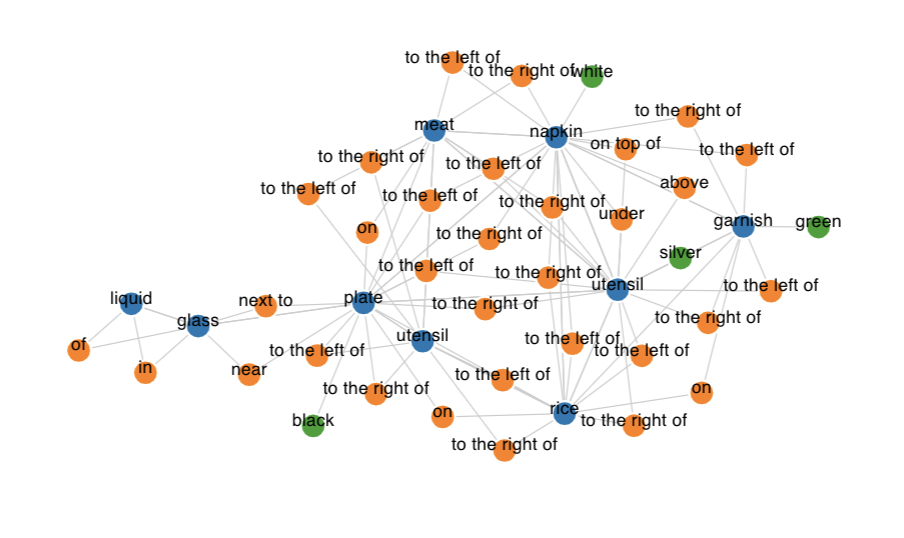 to the left of
to the right of
white
to the right of
meat
napkin
on top of
to the left of
to the right of
to the left of
to the left of
to the left of
above
to the right of
under
garnish
green
on
to the right of
silver
to the left of
to the right of
utensil
to the left of
liquid
next to
plate
to the right of
glass
to the right of
utensil
to the left of
of
to the left of
to the left of
in
near
to the left of
to the right of
on
black
on
rice
to the right of
to the right of